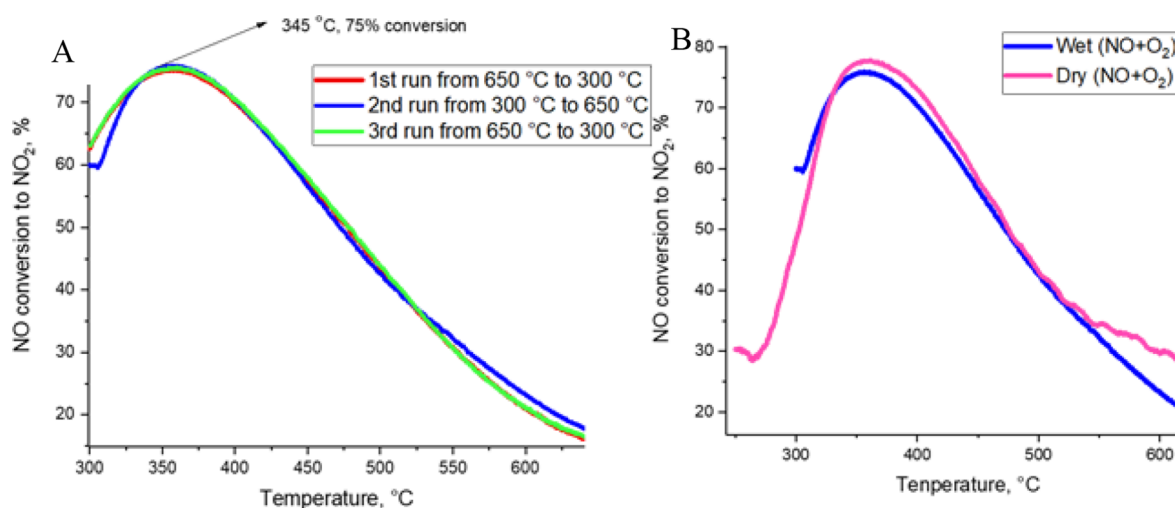 A
345 °C, 75% conversion
1st run from 650 °C to 300 °C
2nd run from 300 °C to 650 °C
3rd run from 650 °C to 300 °C
NO conversion to NO₂, %
70
60
50
40
30
20
300 350 400 450 500 550 600
Temperature, °C
B
Wet (NO+O₂)
Dry (NO+O₂)
NO conversion to NO₂, %
80
70
60
50
40
30
20
300 400 500 600
Tenperature, °C